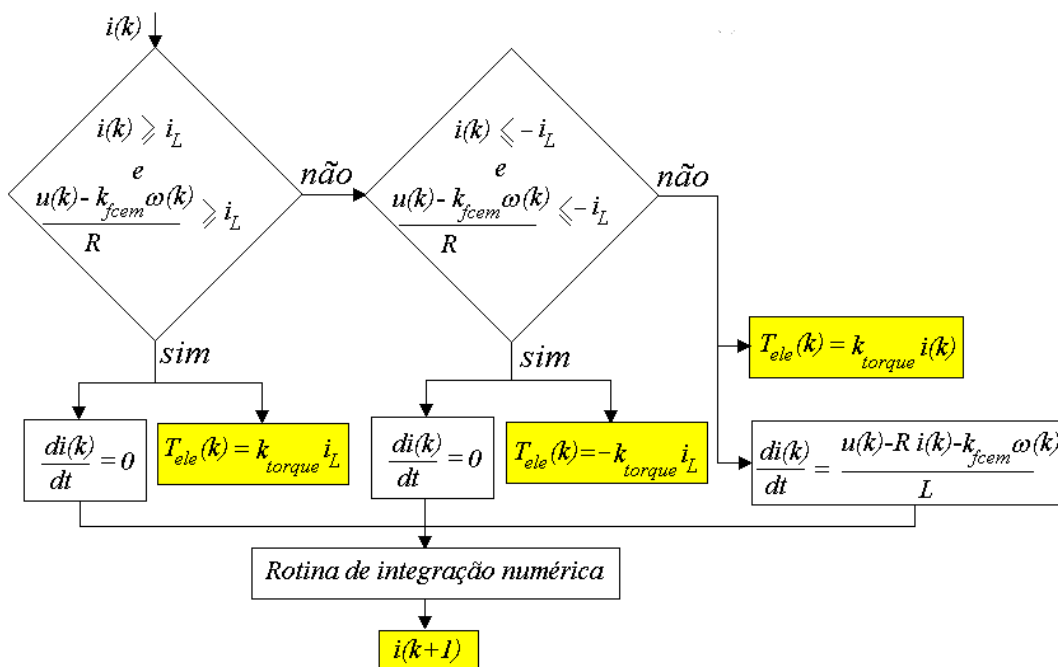 i(k)
i(k) ⩾ i_L
e
u(k)- k_fcem ω(k)
R
⩾ i_L
não
i(k) ⩽ - i_L
e
u(k)- k_fcem ω(k)
R
⩽ - i_L
não
sim
sim
T_ele (k) = k_torque i(k)
di(k)
dt
= 0
T_ele (k) = k_torque i_L
di(k)
dt
= 0
T_ele (k) = - k_torque i_L
di(k)
dt
=
u(k)-R i(k)-k_fcem ω(k)
L
Rotina de integração numérica
i(k+1)